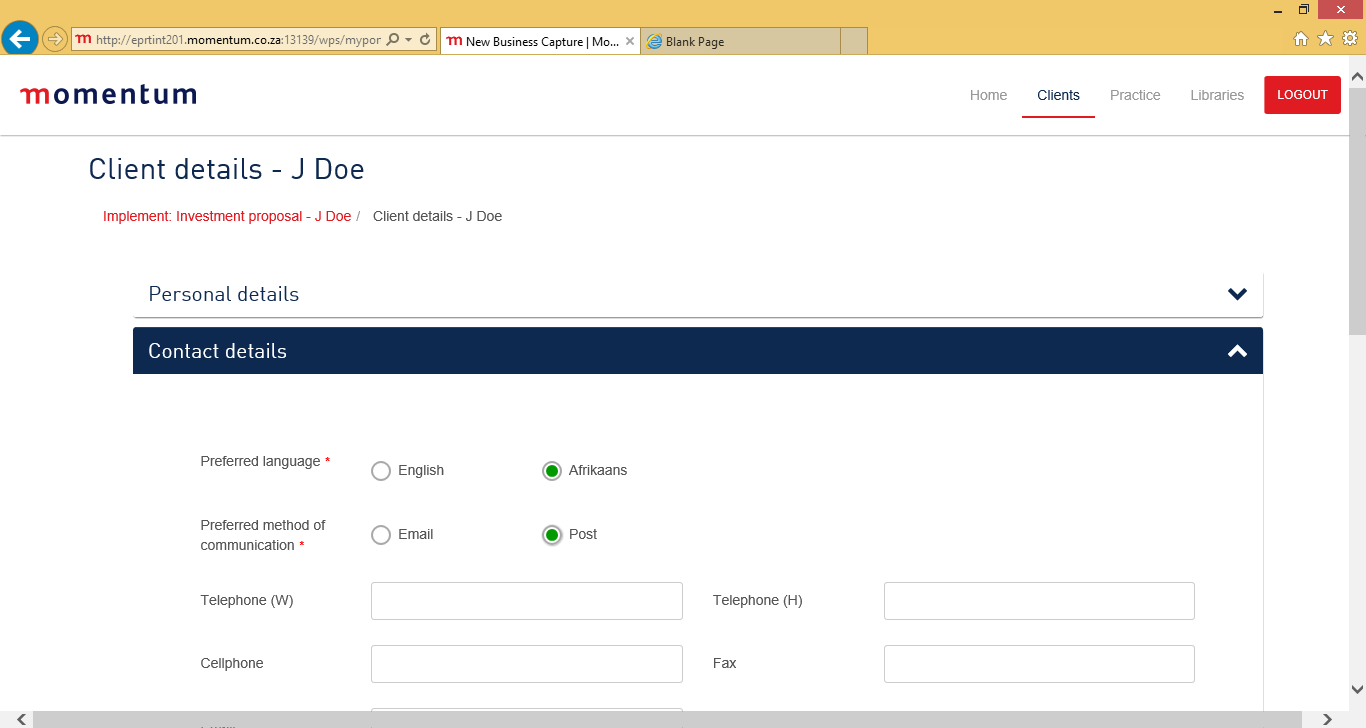 http://eprtint201.momentum.co.za:13139/wps/mypor
New Business Capture | Mo...
Blank Page
momentum
Home
Clients
Practice
Libraries
LOGOUT
Client details - J Doe
Implement: Investment proposal - J Doe / Client details - J Doe
Personal details
Contact details
Preferred language *
English
Afrikaans
Preferred method of
communication *
Email
Post
Telephone (W)
Telephone (H)
Cellphone
Fax